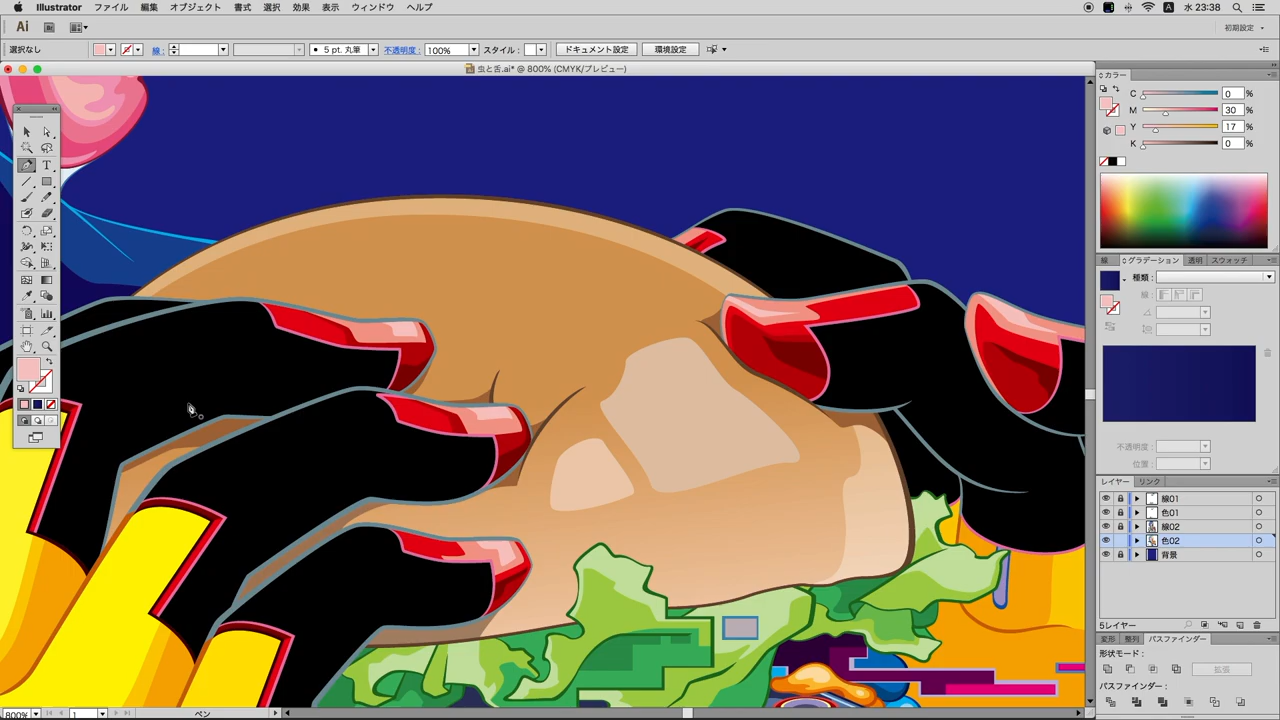 Illustrator ファイル 編集 オブジェクト 書式 選択 効果 表示 ウィンドウ ヘルプ 水 23:38
Ai Br 初期設定
選択なし 線 : 5 pt. 丸筆 不透明度 : 100% スタイル : ドキュメント設定 環境設定
虫と舌.ai* @ 800% (CMYK/プレビュー)
カラー
C 0 %
M 30 %
Y 17 %
K 0 %
線 グラデーション 透明 スウォッチ
種類 :
線 :
不透明度 :
位置 :
レイヤー リンク
線01
色01
線02
色02
背景
5レイヤー
変形 整列 パスファインダー
形状モード :
拡張
パスファインダー :
800% 1 ペン